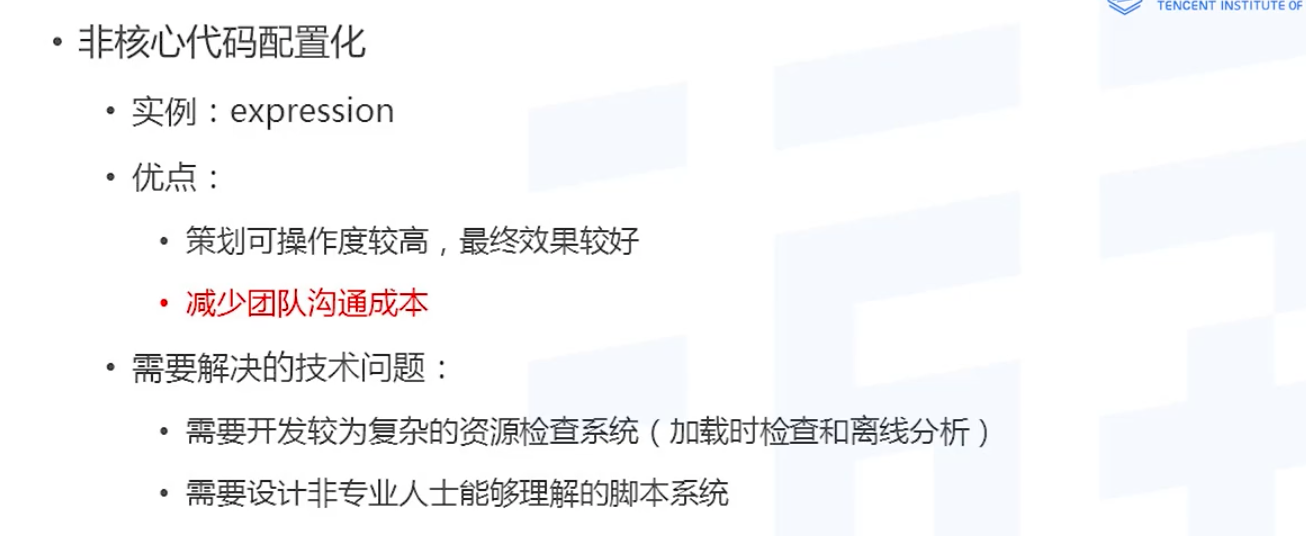 TENCENT INSTITUTE OF
• 非核心代码配置化
• 实例：expression
• 优点：
• 策划可操作度较高，最终效果较好
• 减少团队沟通成本
• 需要解决的技术问题：
• 需要开发较为复杂的资源检查系统（加载时检查和离线分析）
• 需要设计非专业人士能够理解的脚本系统